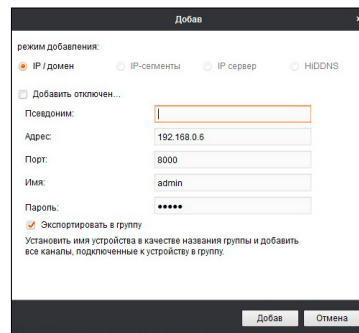 Добав
режим добавления:
IP / домен IP-сегменты IP сервер HiDDNS
Добавить отключен...
Псевдоним:
Адрес: 192.168.0.6
Порт: 8000
Имя: admin
Пароль: •••••
Экспортировать в группу
Установить имя устройства в качестве названия группы и добавить
все каналы, подключенные к устройству в группу.
Добав Отмена